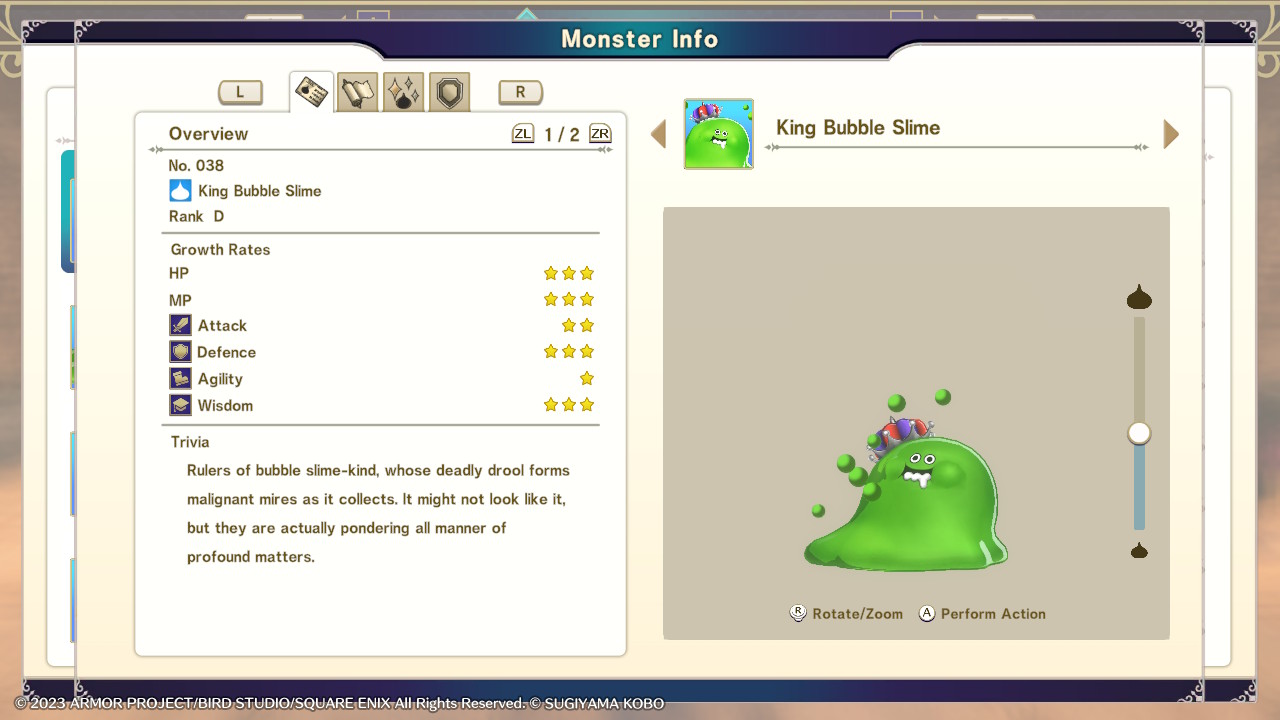 Monster Info
L
R
Overview
ZL 1 / 2 ZR
No. 038
King Bubble Slime
Rank D
Growth Rates
HP
MP
Attack
Defence
Agility
Wisdom
Trivia
Rulers of bubble slime-kind, whose deadly drool forms
malignant mires as it collects. It might not look like it,
but they are actually pondering all manner of
profound matters.
King Bubble Slime
R Rotate/Zoom A Perform Action
© 2023 ARMOR PROJECT/BIRD STUDIO/SQUARE ENIX All Rights Reserved. © SUGIYAMA KOBO